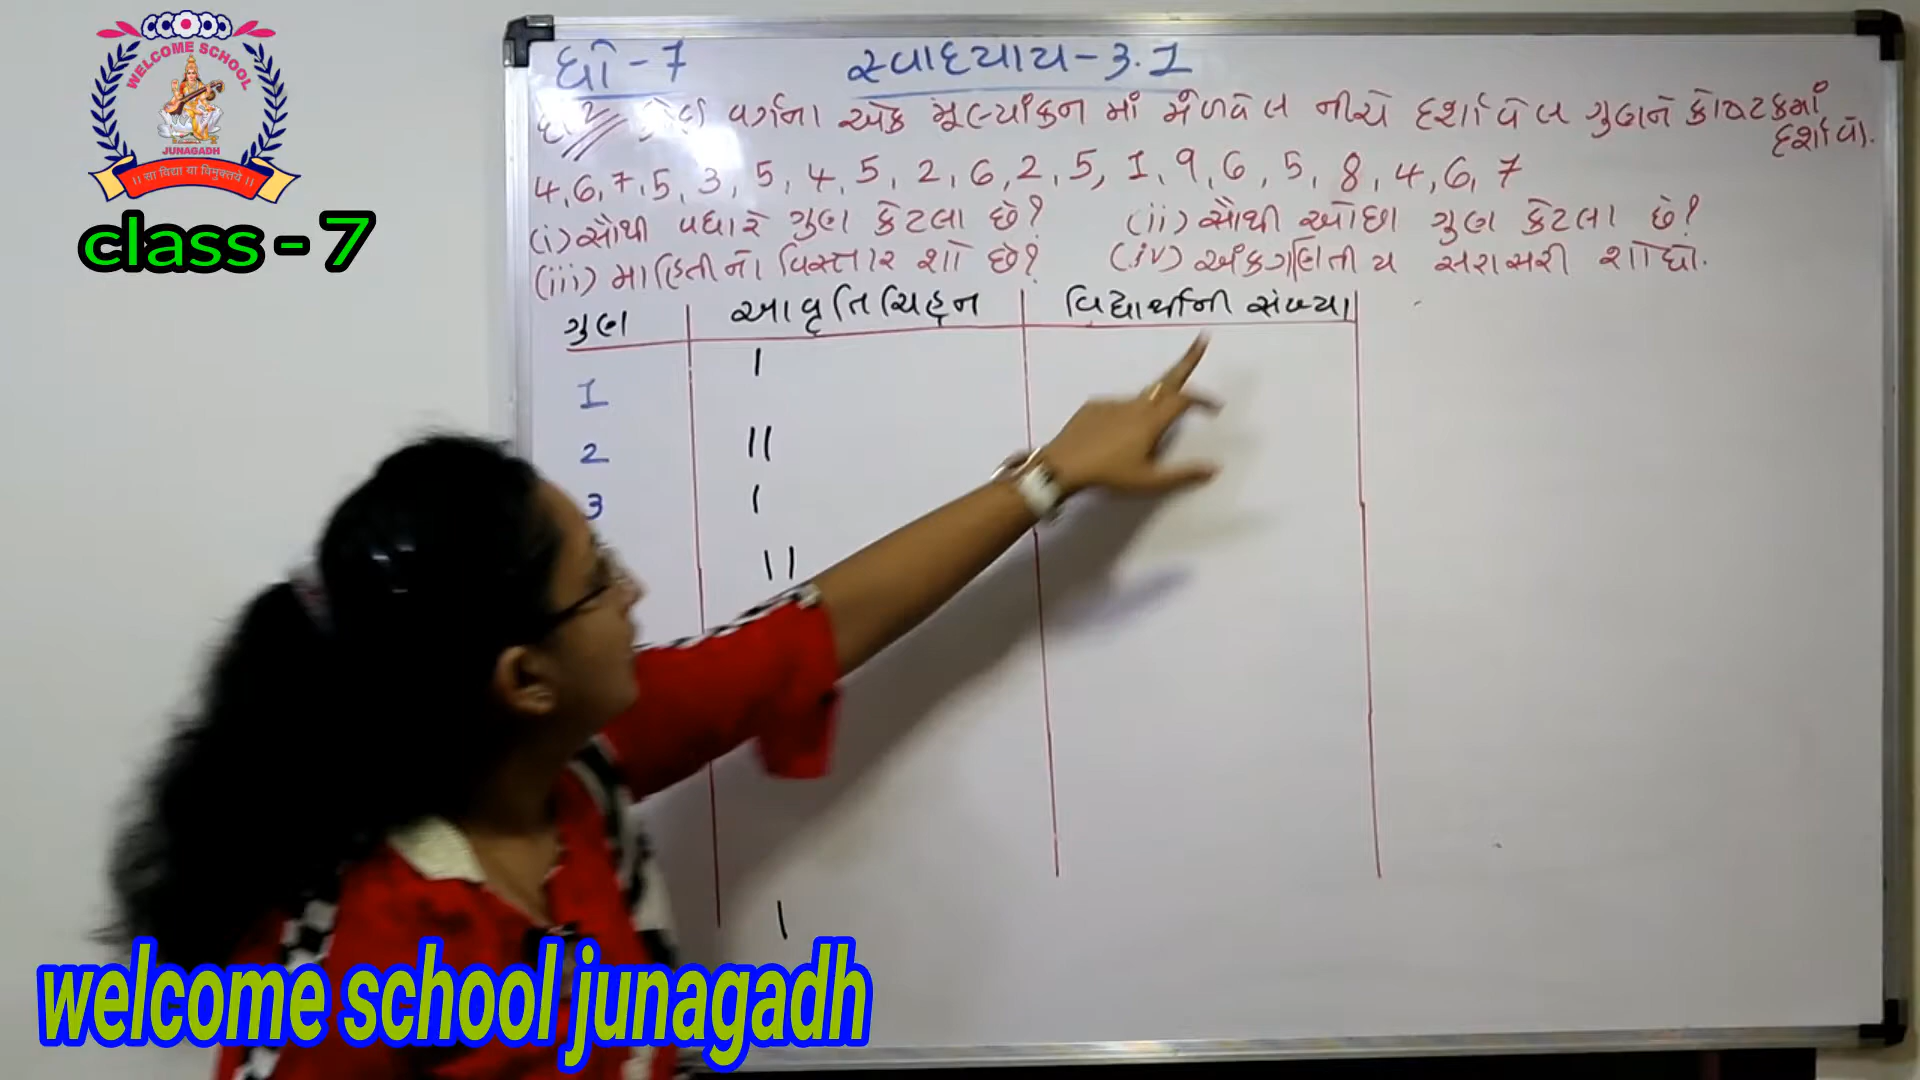 WELCOME SCHOOL
JUNAGADH
।। सा विद्या या विमुक्तये ।।
class - 7
ધો - 7 સ્વાધ્યાય - 3.1
દા.2 કોઈ વર્ગના એક મૂલ્યાંકન માં મેળવેલ નીચે દર્શાવેલ ગુણને કોષ્ટકમાં
દર્શાવો.
4, 6, 7, 5, 3, 5, 4, 5, 2, 6, 2, 5, 1, 9, 6, 5, 8, 4, 6, 7
(i) સૌથી વધારે ગુણ કેટલા છે? (ii) સૌથી ઓછા ગુણ કેટલા છે?
(iii) માહિતીનો વિસ્તાર શો છે? (iv) અંકગણિતીય સરાસરી શોધો.
ગુણ આવૃતિ ચિહ્ન વિદ્યાર્થીની સંખ્યા
1 |
2 ||
3 |
||
|
welcome school junagadh